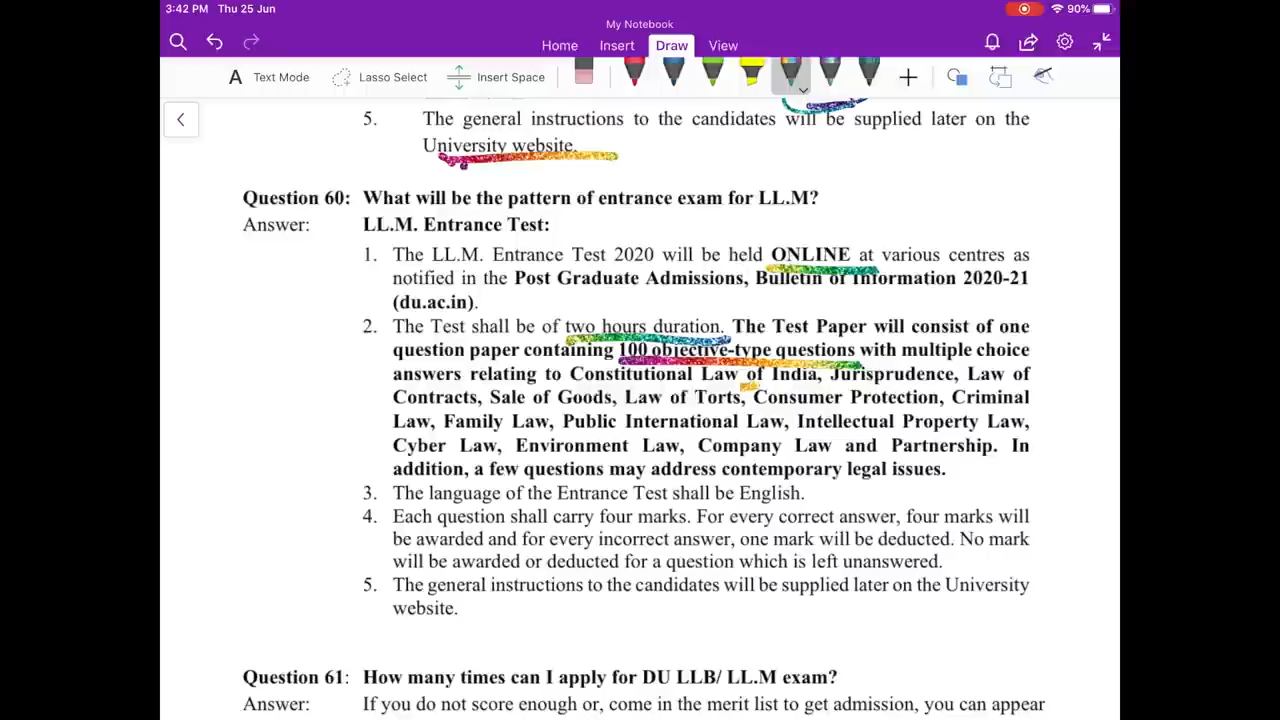 3:42 PM Thu 25 Jun
90%
My Notebook
Home Insert Draw View
A Text Mode Lasso Select Insert Space
5. The general instructions to the candidates will be supplied later on the
University website.
Question 60: What will be the pattern of entrance exam for LL.M?
Answer: LL.M. Entrance Test:
1. The LL.M. Entrance Test 2020 will be held ONLINE at various centres as
notified in the Post Graduate Admissions, Bulletin of Information 2020-21
(du.ac.in).
2. The Test shall be of two hours duration. The Test Paper will consist of one
question paper containing 100 objective-type questions with multiple choice
answers relating to Constitutional Law of India, Jurisprudence, Law of
Contracts, Sale of Goods, Law of Torts, Consumer Protection, Criminal
Law, Family Law, Public International Law, Intellectual Property Law,
Cyber Law, Environment Law, Company Law and Partnership. In
addition, a few questions may address contemporary legal issues.
3. The language of the Entrance Test shall be English.
4. Each question shall carry four marks. For every correct answer, four marks will
be awarded and for every incorrect answer, one mark will be deducted. No mark
will be awarded or deducted for a question which is left unanswered.
5. The general instructions to the candidates will be supplied later on the University
website.
Question 61: How many times can I apply for DU LLB/ LL.M exam?
Answer: If you do not score enough or, come in the merit list to get admission, you can appear